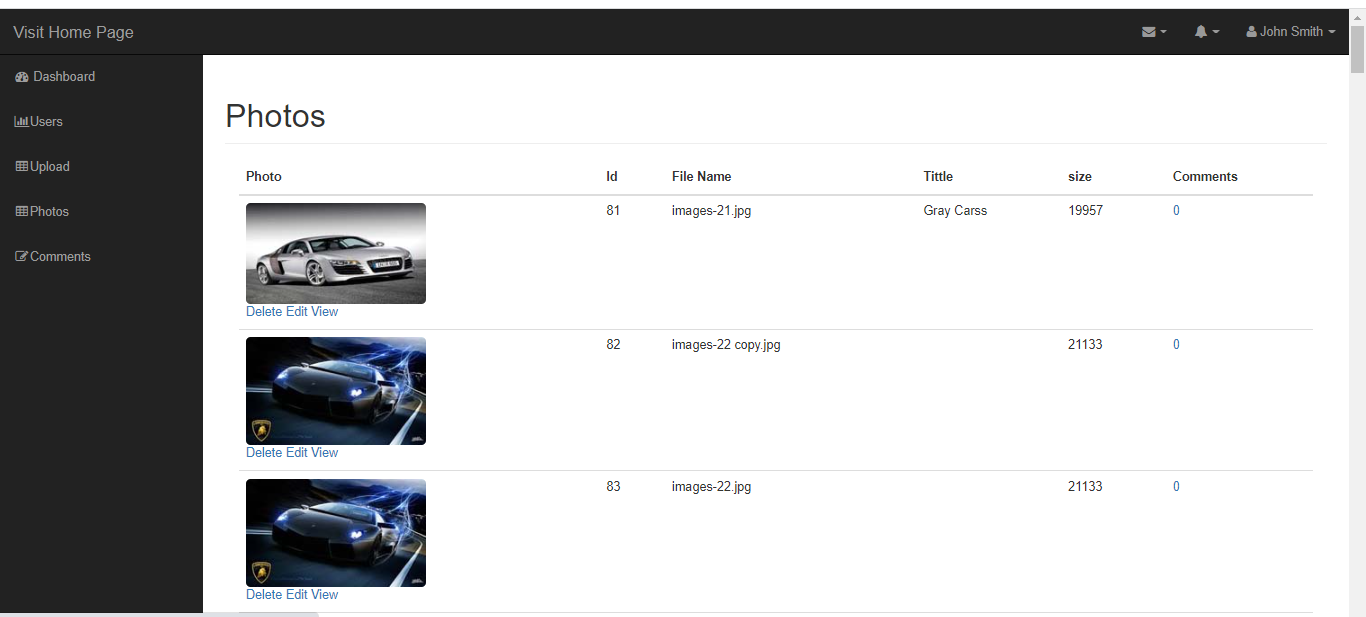 Visit Home Page
John Smith
Dashboard
Users
Upload
Photos
Comments
Photos
Photo Id File Name Tittle size Comments
81 images-21.jpg Gray Carss 19957 0
Delete Edit View
82 images-22 copy.jpg 21133 0
Delete Edit View
83 images-22.jpg 21133 0
Delete Edit View